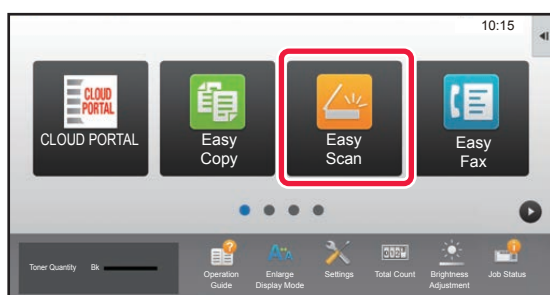 10:15
CLOUD
PORTAL
CLOUD PORTAL
Easy
Copy
Easy
Scan
Easy
Fax
Toner Quantity Bk
Operation
Guide
Enlarge
Display Mode
Settings
Total Count
Brightness
Adjustment
Job Status